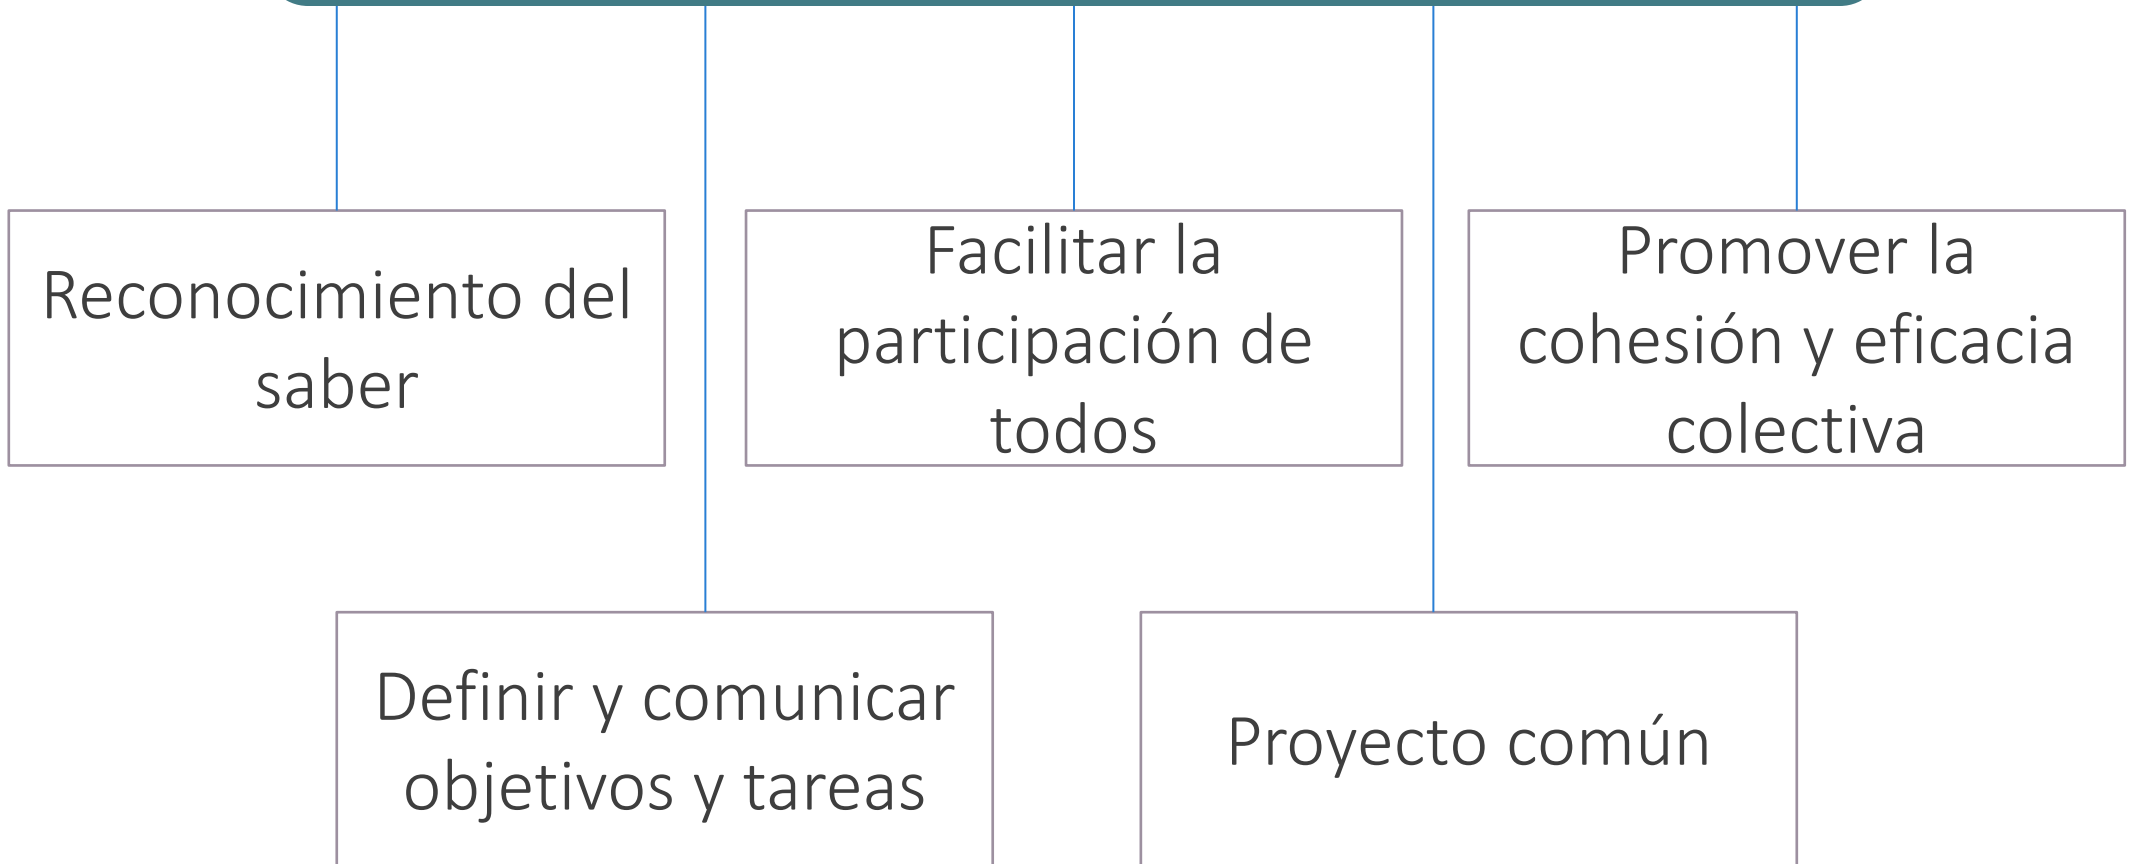 Reconocimiento del
saber
Facilitar la
participación de
todos
Promover la
cohesión y eficacia
colectiva
Definir y comunicar
objetivos y tareas
Proyecto común